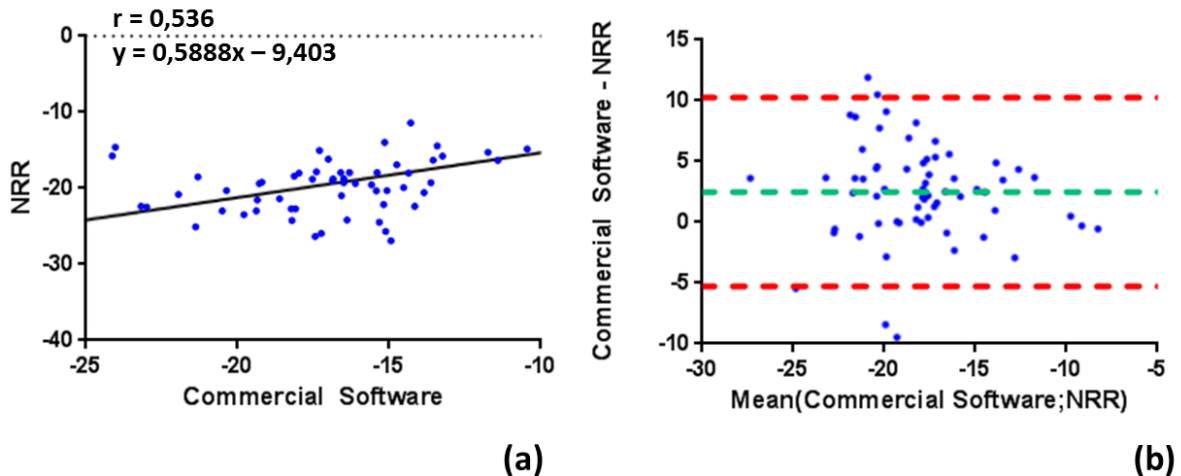 r = 0,536
y = 0,5888x – 9,403
NRR
0
-10
-20
-30
-40
-25
-20
-15
-10
Commercial Software
(a)
Commercial Software - NRR
15
10
5
0
-5
-10
-30
-25
-20
-15
-10
-5
Mean(Commercial Software;NRR)
(b)